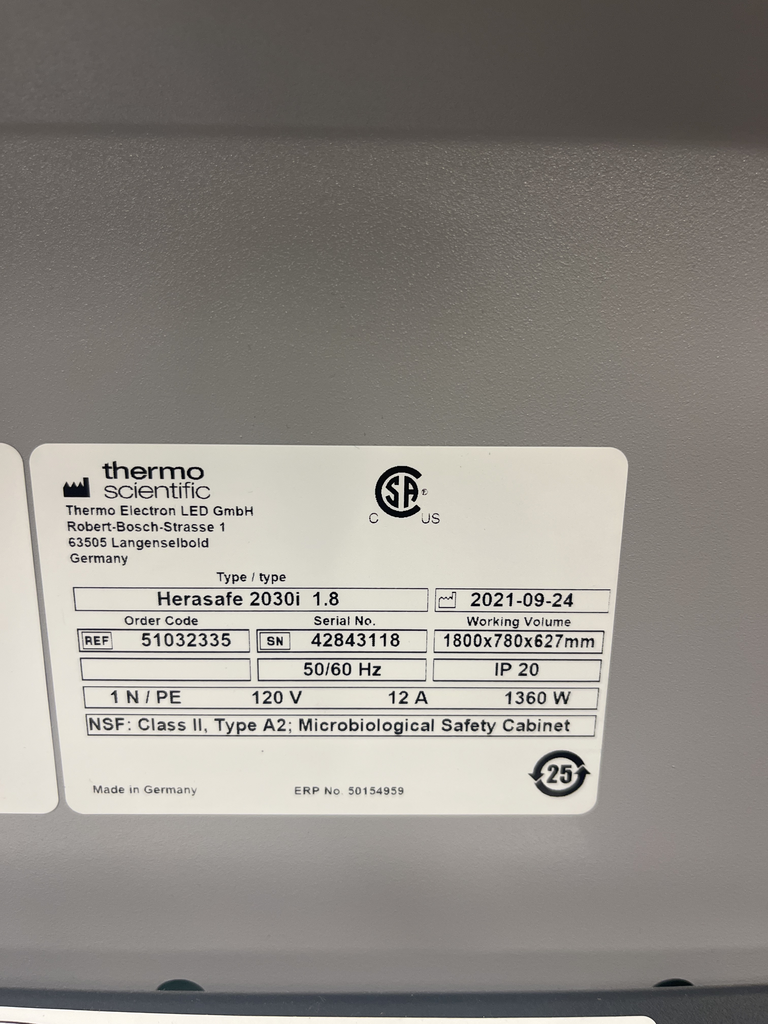 thermo
scientific
Thermo Electron LED GmbH
Robert-Bosch-Strasse 1
63505 Langenselbold
Germany
C SA ® US
Type / type
Herasafe 2030i 1.8
2021-09-24
Order Code Serial No. Working Volume
REF 51032335 SN 42843118 1800x780x627mm
50/60 Hz IP 20
1 N / PE 120 V 12 A 1360 W
NSF: Class II, Type A2; Microbiological Safety Cabinet
25
Made in Germany ERP No. 50154959